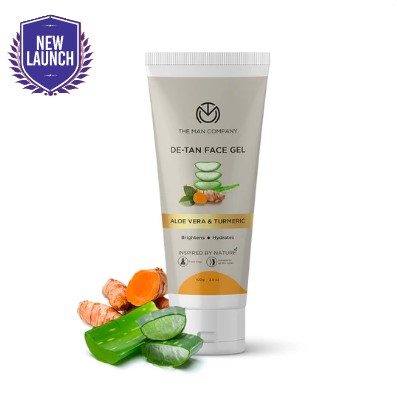 NEW
LAUNCH
THE MAN COMPANY
DE-TAN FACE GEL
ALOE VERA & TURMERIC
Brightens ● Hydrates
INSPIRED BY NATURE